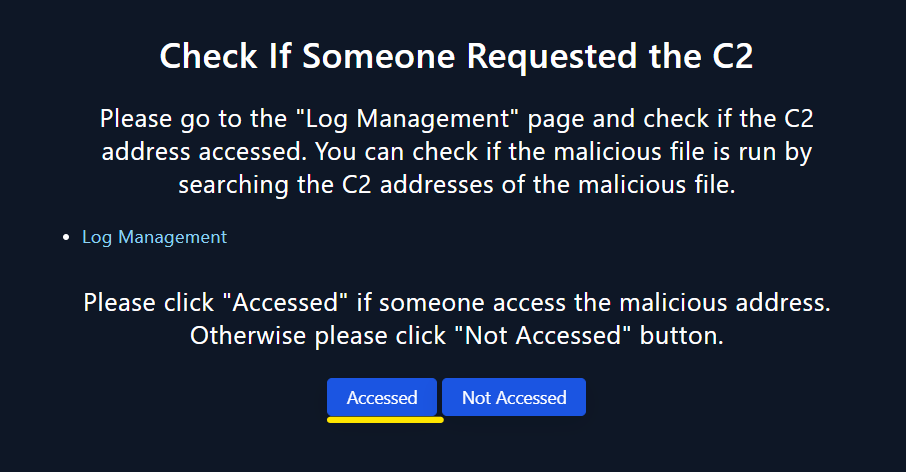 Check If Someone Requested the C2
Please go to the "Log Management" page and check if the C2
address accessed. You can check if the malicious file is run by
searching the C2 addresses of the malicious file.
• Log Management
Please click "Accessed" if someone access the malicious address.
Otherwise please click "Not Accessed" button.
Accessed Not Accessed